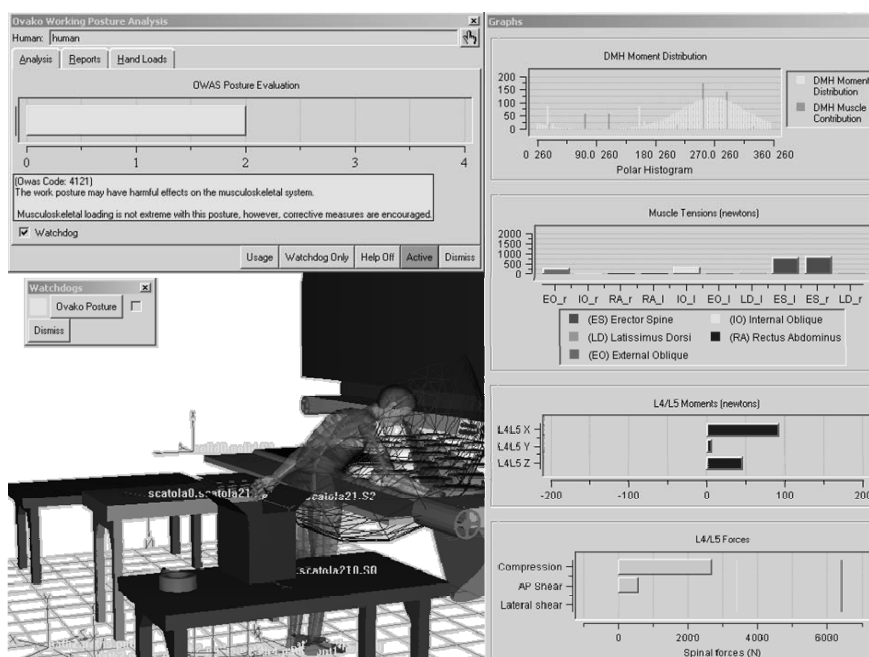 Ovako Working Posture Analysis
Human: human
Analysis Reports Hand Loads
OWAS Posture Evaluation
0 1 2 3 4
(Owas Code: 4121)
The work posture may have harmful effects on the musculoskeletal system.
Musculoskeletal loading is not extreme with this posture, however, corrective measures are encouraged.
Watchdog
Usage Watchdog Only Help Off Active Dismiss
Watchdogs
Ovako Posture
Dismiss
scatola0.scatola21
scatola21.S2
scatola210.S0
Graphs
DMH Moment Distribution
200
150
100
50
0
0 260 90.0 260 180 260 270.0 260 360 260
Polar Histogram
DMH Moment
Distribution
DMH Muscle
Contribution
Muscle Tensions (newtons)
2000
1500
1000
500
0
EO_r IO_r RA_r RA_l IO_l EO_l LD_l ES_l ES_r LD_r
(ES) Erector Spine (IO) Internal Oblique
(LD) Latissimus Dorsi (RA) Rectus Abdominus
(EO) External Oblique
L4/L5 Moments (newtons)
L4L5 X
L4L5 Y
L4L5 Z
-200 -100 0 100 200
L4/L5 Forces
Compression
AP Shear
Lateral shear
0 2000 4000 6000
Spinal forces (N)